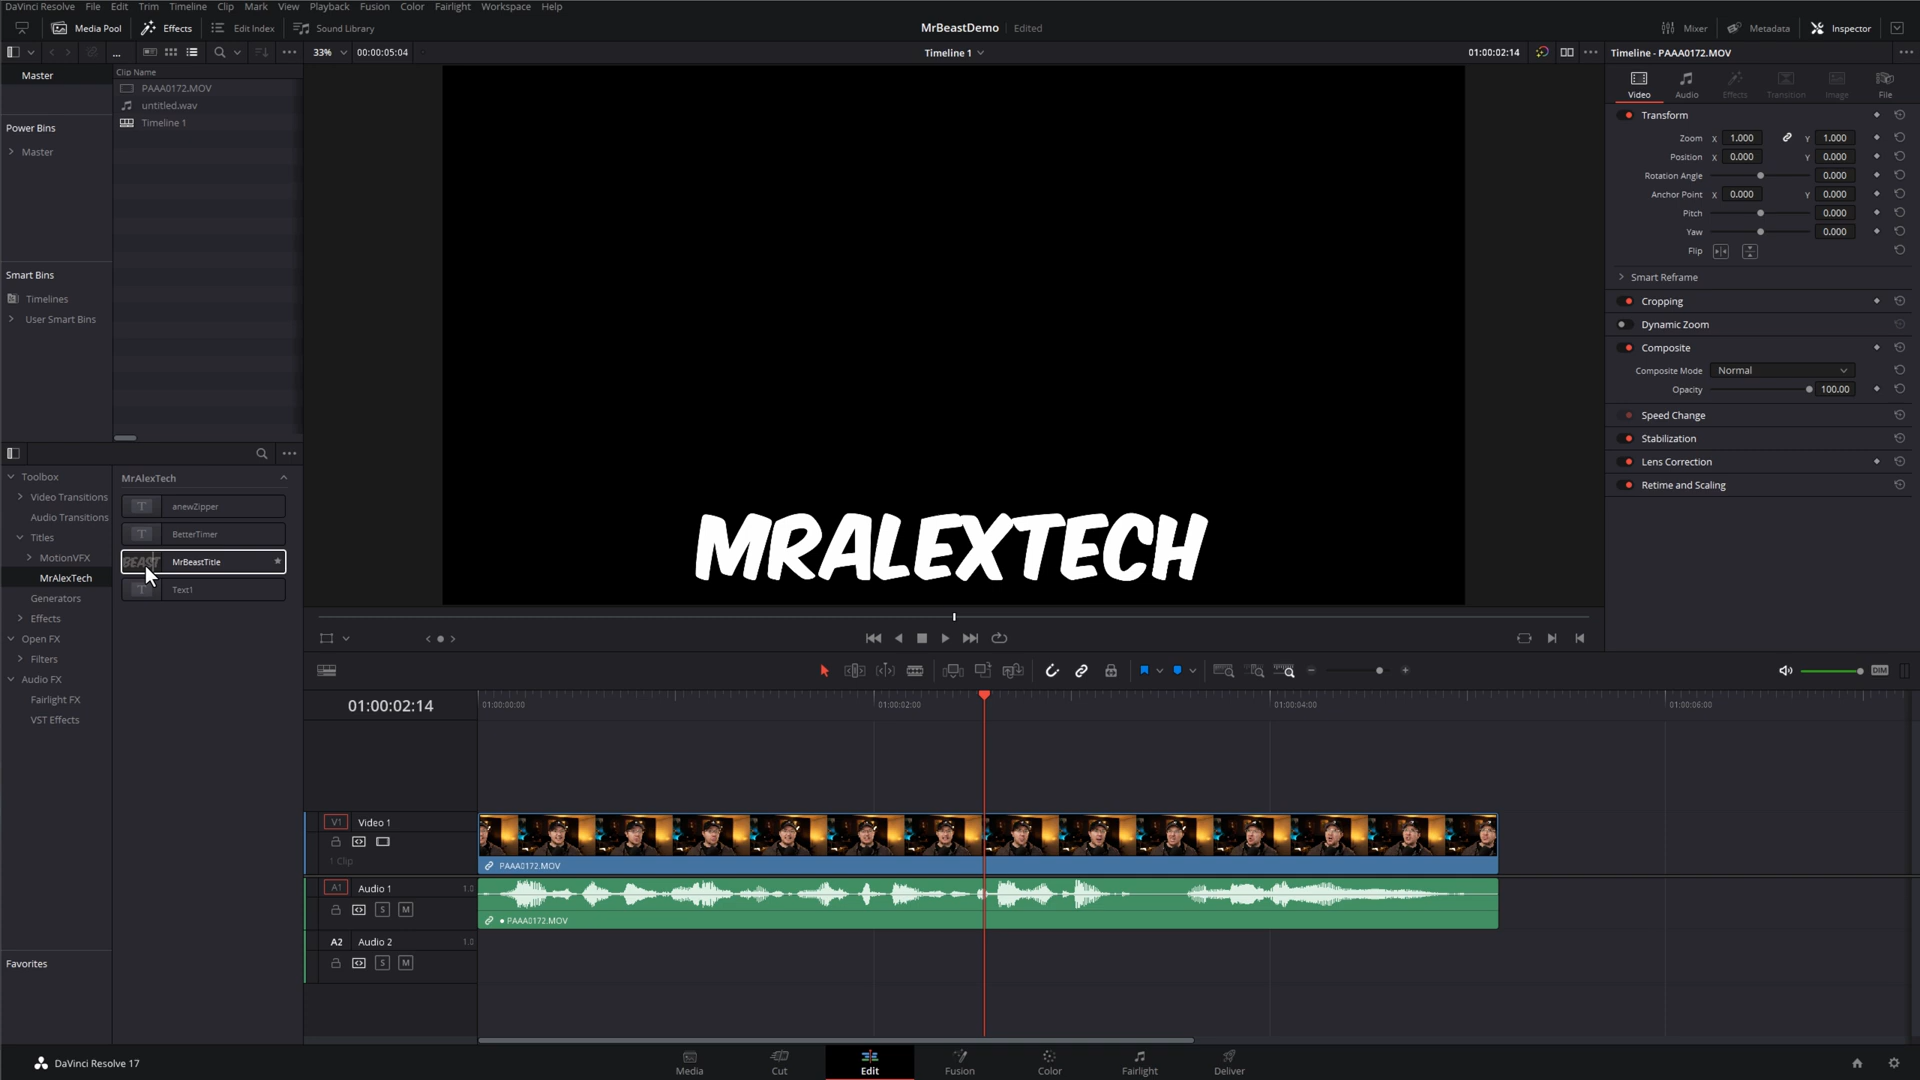 DaVinci Resolve File Edit Trim Timeline Clip Mark View Playback Fusion Color Fairlight Workspace Help
Media Pool Effects Edit Index Sound Library
MrBeastDemo Edited
Mixer Metadata Inspector
33% 00:00:05:04
Timeline 1
01:00:02:14
Timeline - PAAA0172.MOV
Master
Clip Name
PAAA0172.MOV
untitled.wav
Timeline 1
Power Bins
Master
Smart Bins
Timelines
User Smart Bins
Video Audio Effects Transition Image File
Transform
Zoom X 1.000 Y 1.000
Position X 0.000 Y 0.000
Rotation Angle 0.000
Anchor Point X 0.000 Y 0.000
Pitch 0.000
Yaw 0.000
Flip
Smart Reframe
Cropping
Dynamic Zoom
Composite
Composite Mode Normal
Opacity 100.00
Speed Change
Stabilization
Lens Correction
Retime and Scaling
Toolbox
Video Transitions
Audio Transitions
Titles
MotionVFX
MrAlexTech
Generators
Effects
Open FX
Filters
Audio FX
Fairlight FX
VST Effects
Favorites
MrAlexTech
T anewZipper
T BetterTimer
BEAST MrBeastTitle
T Text1
MRALEXTECH
DIM
01:00:02:14
01:00:00:00 01:00:02:00 01:00:04:00 01:00:06:00
V1 Video 1
1 Clip
PAAA0172.MOV
A1 Audio 1 1.0
S M
PAAA0172.MOV
A2 Audio 2 1.0
S M
DaVinci Resolve 17
Media Cut Edit Fusion Color Fairlight Deliver